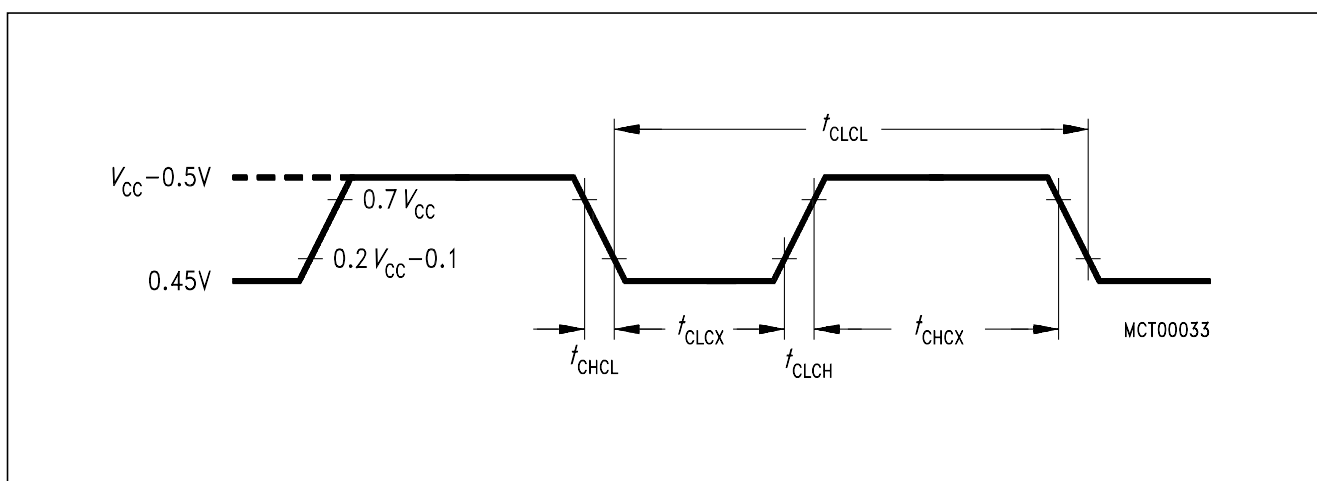 tCLCL
VCC−0.5V
0.7 VCC
0.2 VCC−0.1
0.45V
tCLCX
tCHCX
MCT00033
tCHCL
tCLCH